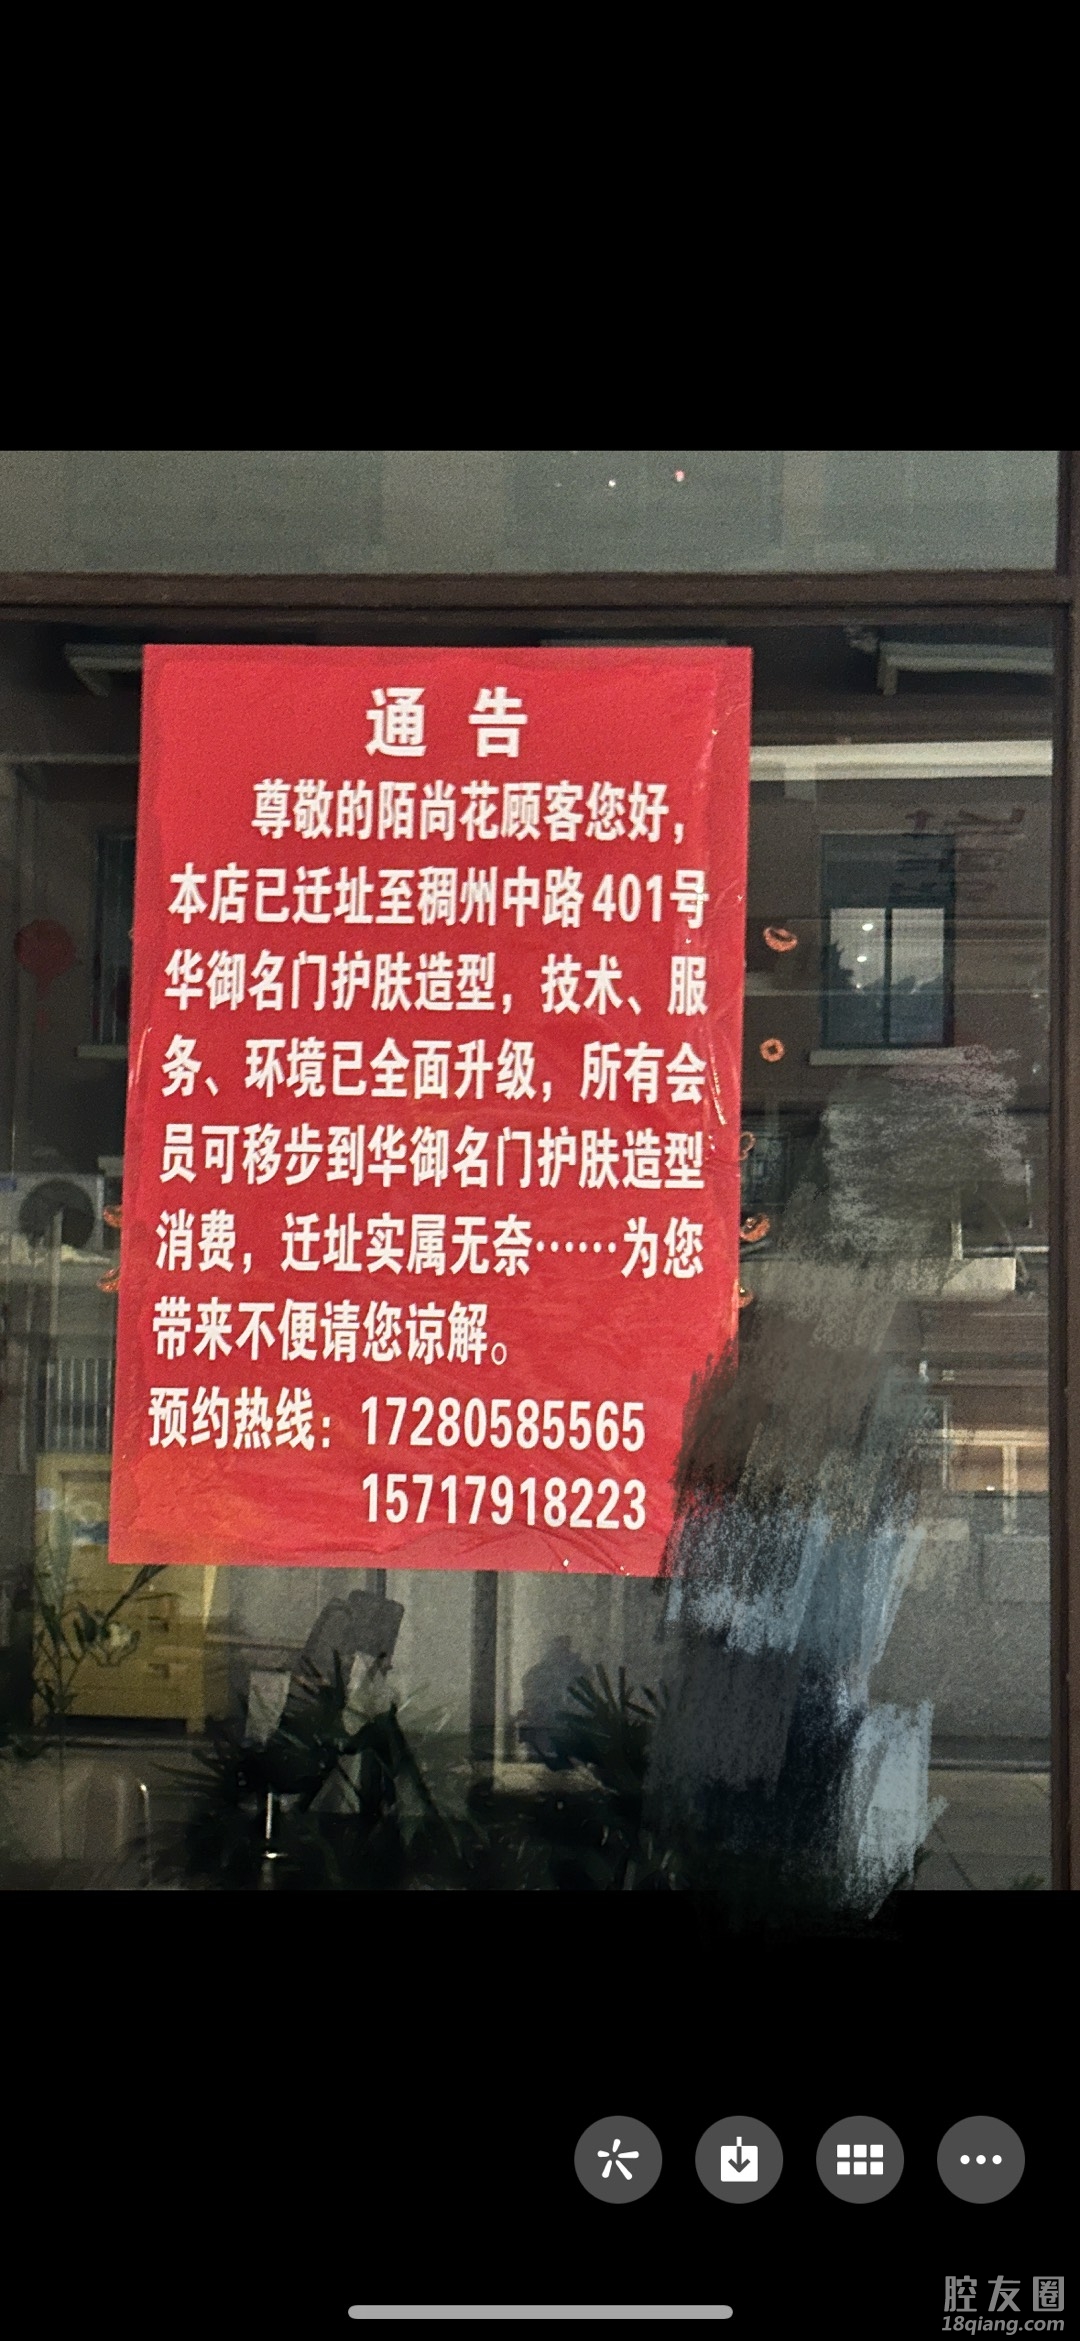 通 告
尊敬的陌尚花顾客您好，
本店已迁址至稠州中路401号
华御名门护肤造型，技术、服
务、环境已全面升级，所有会
员可移步到华御名门护肤造型
消费，迁址实属无奈……为您
带来不便请您谅解。
预约热线：17280585565
15717918223
腔友圈
18qiang.com